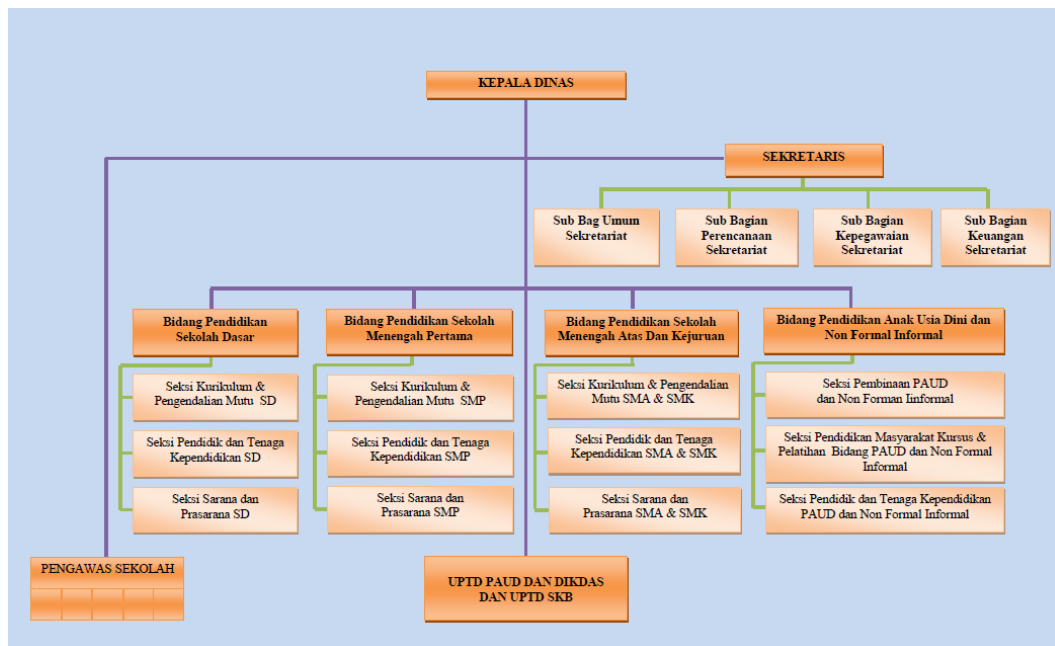 KEPALA DINAS
SEKRETARIS
Sub Bag Umum
Sekretariat
Sub Bagian
Perencanaan
Sekretariat
Sub Bagian
Kepegawaian
Sekretariat
Sub Bagian
Keuangan
Sekretariat
Bidang Pendidikan
Sekolah Dasar
Seksi Kurikulum &
Pengendalian Mutu SD
Seksi Pendidik dan Tenaga
Kependidikan SD
Seksi Sarana dan
Prasarana SD
Bidang Pendidikan Sekolah
Menengah Pertama
Seksi Kurikulum &
Pengendalian Mutu SMP
Seksi Pendidik dan Tenaga
Kependidikan SMP
Seksi Sarana dan
Prasarana SMP
Bidang Pendidikan Sekolah
Menengah Atas Dan Kejuruan
Seksi Kurikulum & Pengendalian
Mutu SMA & SMK
Seksi Pendidik dan Tenaga
Kependidikan SMA & SMK
Seksi Sarana dan
Prasarana SMA & SMK
Bidang Pendidikan Anak Usia Dini dan
Non Formal Informal
Seksi Pembinaan PAUD
dan Non Forman Iinformal
Seksi Pendidikan Masyarakat Kursus &
Pelatihan Bidang PAUD dan Non Formal
Informal
Seksi Pendidik dan Tenaga Kependidikan
PAUD dan Non Formal Informal
PENGAWAS SEKOLAH
UPTD PAUD DAN DIKDAS
DAN UPTD SKB